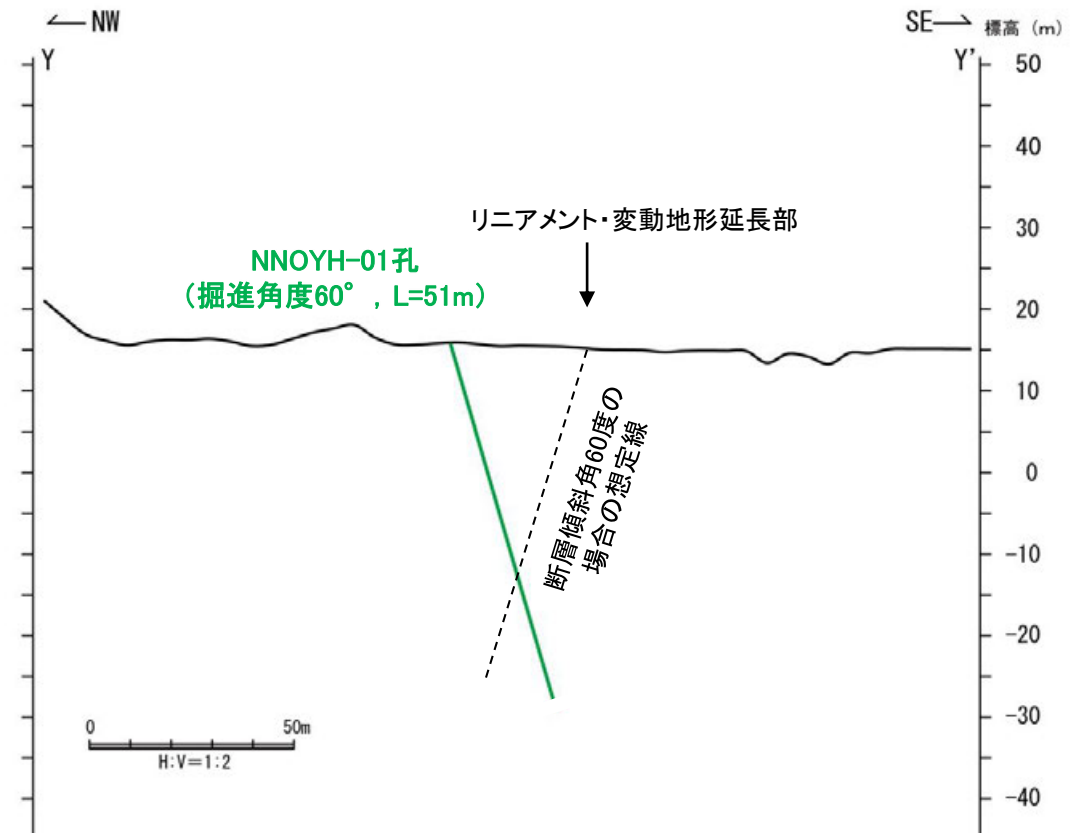 NW
SE
標高（m）
Y
Y'
50
40
30
20
10
0
-10
-20
-30
-40
リニアメント・変動地形延長部
NNOYH-01孔
（掘進角度60°，L=51m）
断層傾斜角60度の
場合の想定線
0 50m
H:V=1:2